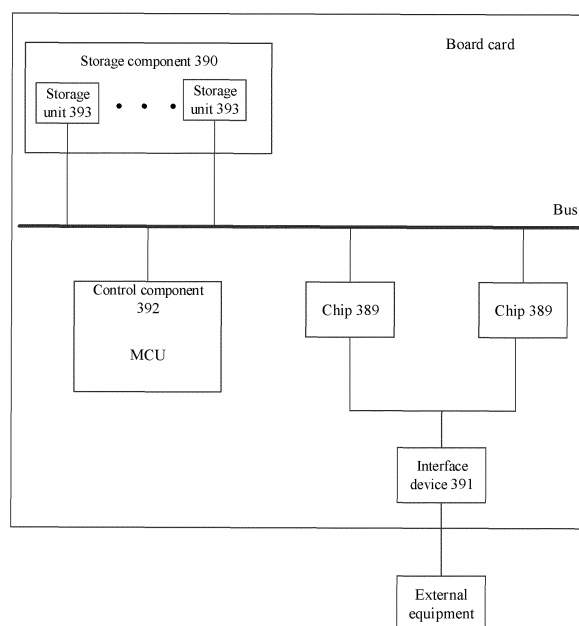 Board card
Storage component 390
Storage
unit 393
Storage
unit 393
Bus
Control component
392
MCU
Chip 389
Chip 389
Interface
device 391
External
equipment